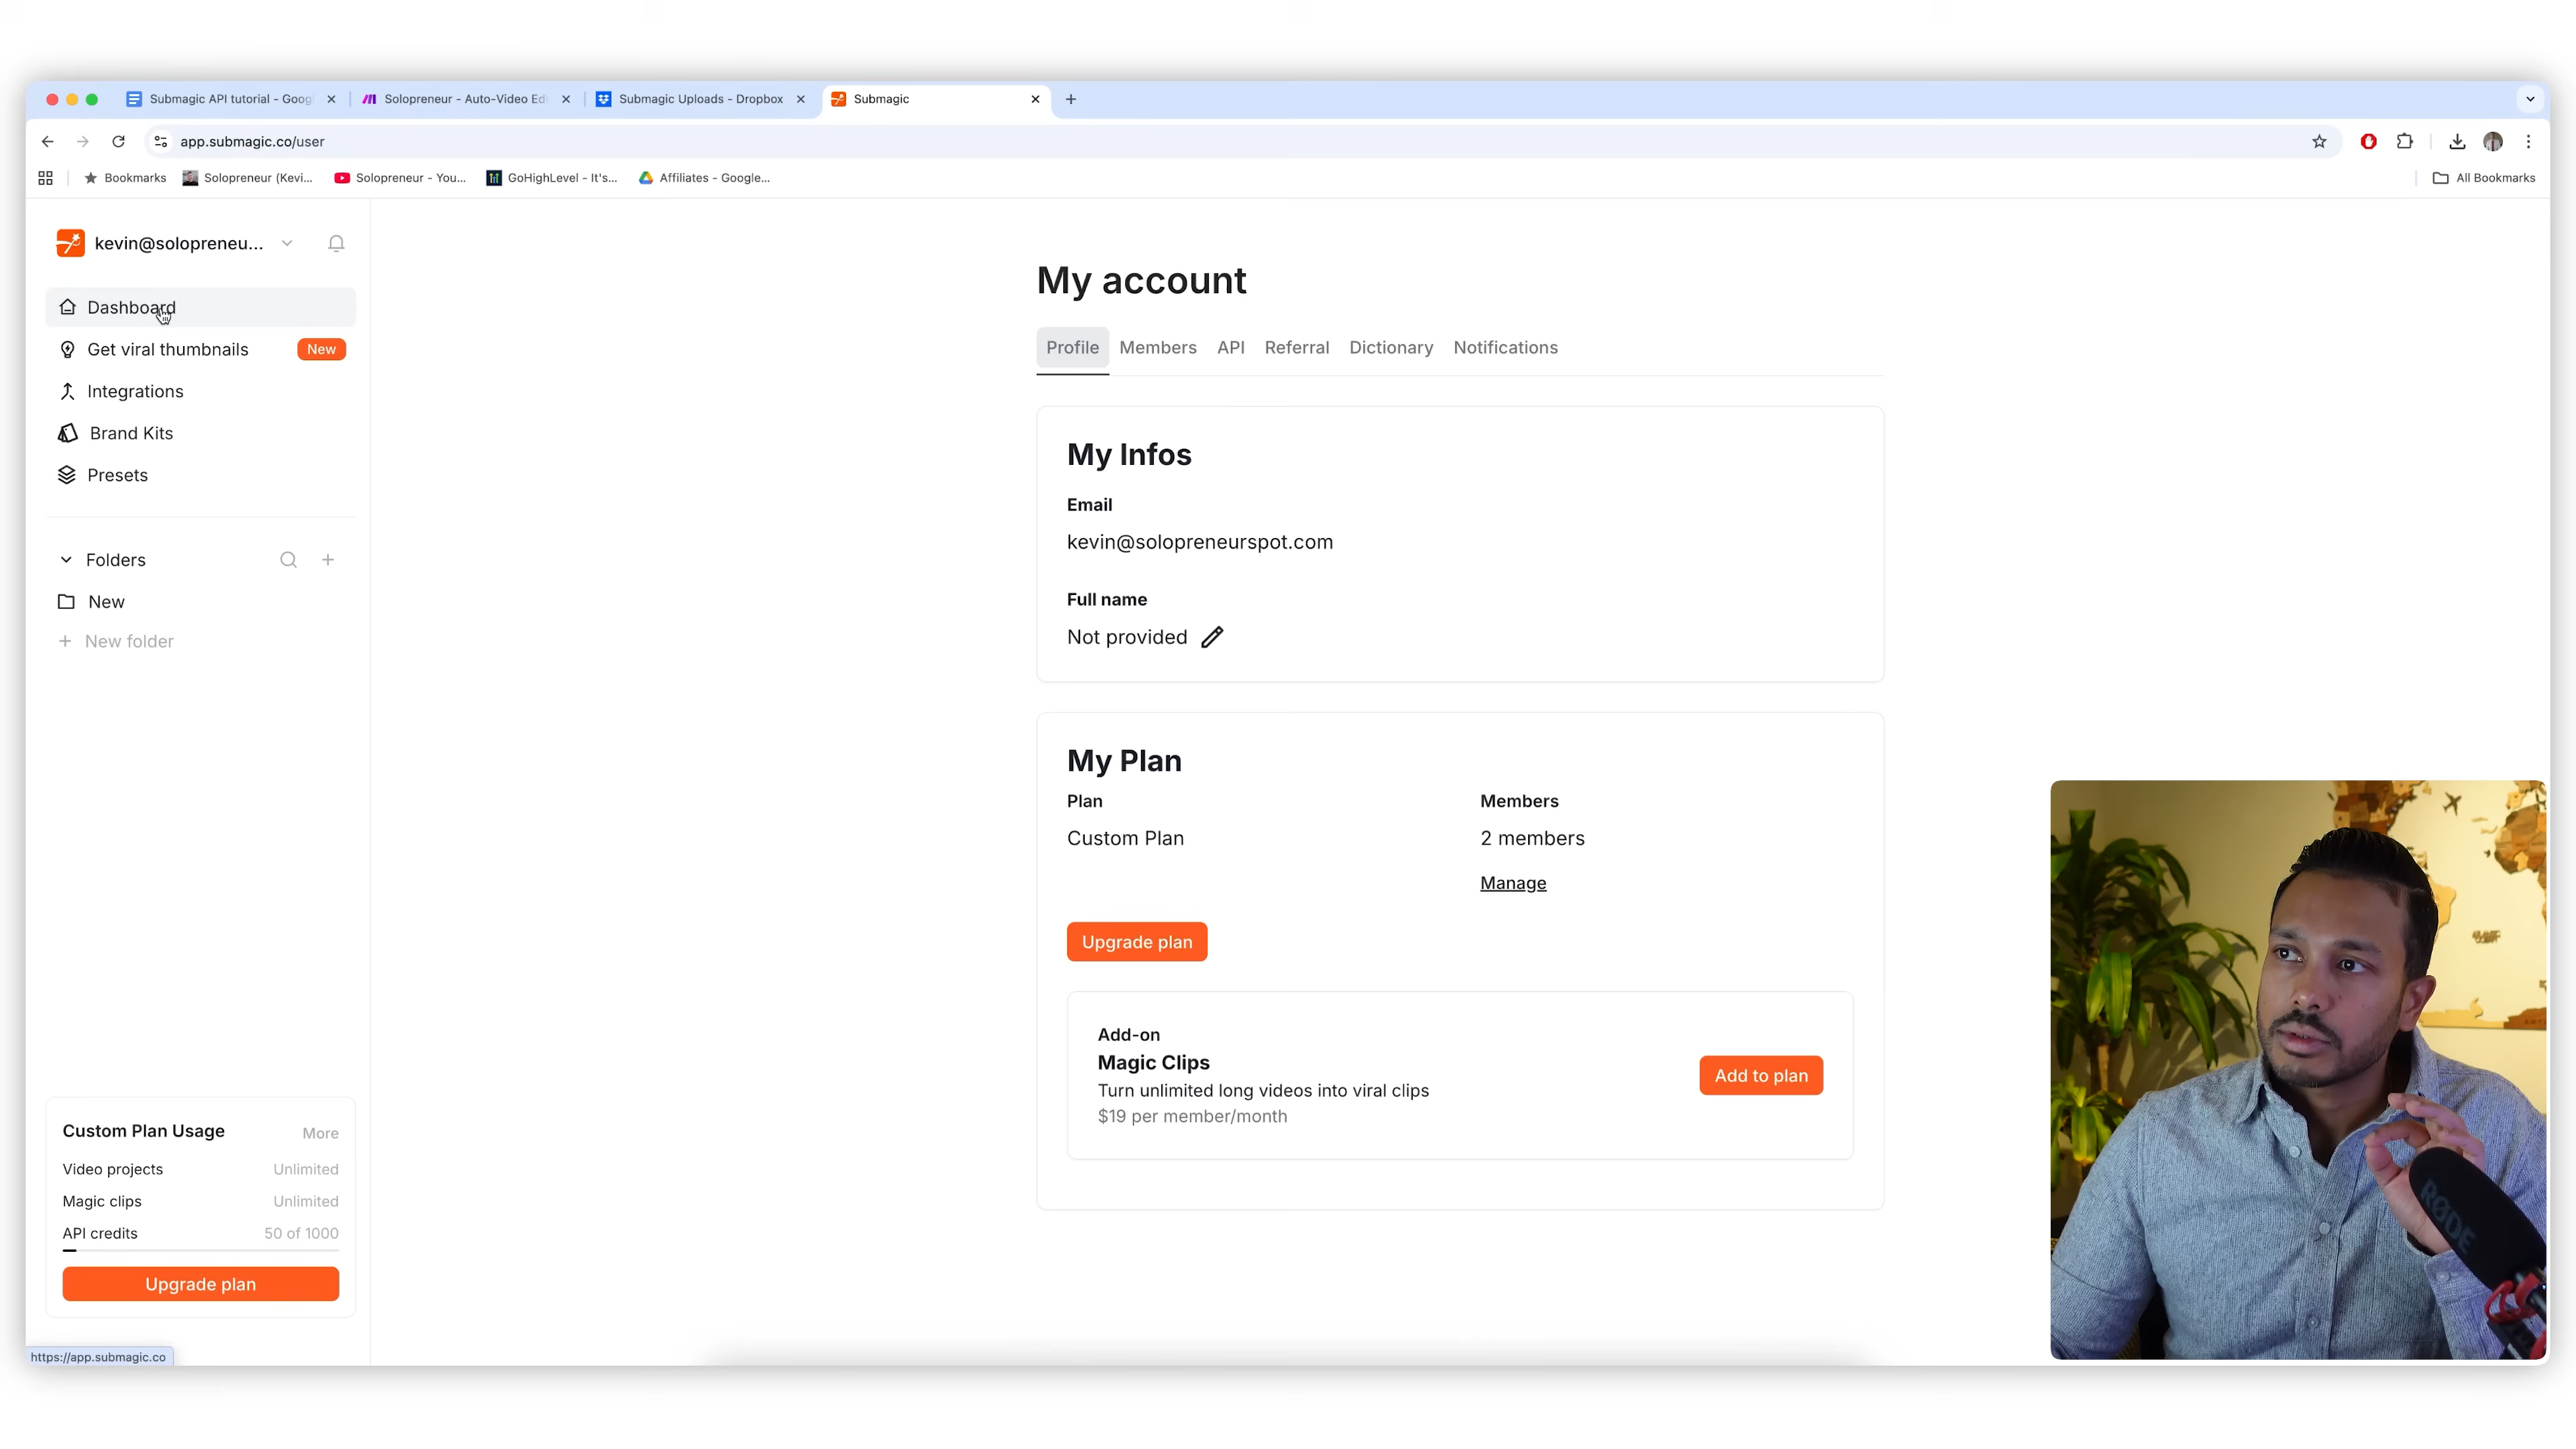 Submagic API tutorial - Goog
Solopreneur - Auto-Video Edi
Submagic Uploads - Dropbox
Submagic
app.submagic.co/user
Bookmarks
Solopreneur (Kevi...
Solopreneur - You...
GoHighLevel - It's...
Affiliates - Google...
All Bookmarks
kevin@solopreneu...
Dashboard
Get viral thumbnails
New
Integrations
Brand Kits
Presets
Folders
New
New folder
Custom Plan Usage
More
Video projects
Unlimited
Magic clips
Unlimited
API credits
50 of 1000
Upgrade plan
https://app.submagic.co
My account
Profile
Members
API
Referral
Dictionary
Notifications
My Infos
Email
kevin@solopreneurspot.com
Full name
Not provided
My Plan
Plan
Custom Plan
Members
2 members
Manage
Upgrade plan
Add-on
Magic Clips
Turn unlimited long videos into viral clips
$19 per member/month
Add to plan
RØDE